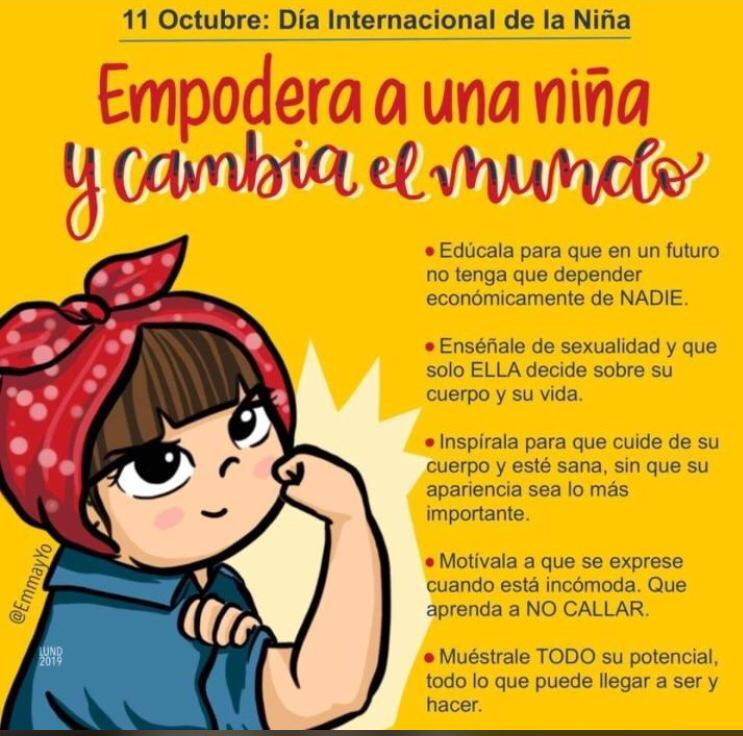 11 Octubre: Día Internacional de la Niña
Empodera a una niña
y cambia el mundo
• Edúcala para que en un futuro
no tenga que depender
económicamente de NADIE.
• Enséñale de sexualidad y que
solo ELLA decide sobre su
cuerpo y su vida.
• Inspírala para que cuide de su
cuerpo y esté sana, sin que su
apariencia sea lo más
importante.
• Motívala a que se exprese
cuando está incómoda. Que
aprenda a NO CALLAR.
• Muéstrale TODO su potencial,
todo lo que puede llegar a ser y
hacer.
@EmmayYo
LUND
2019